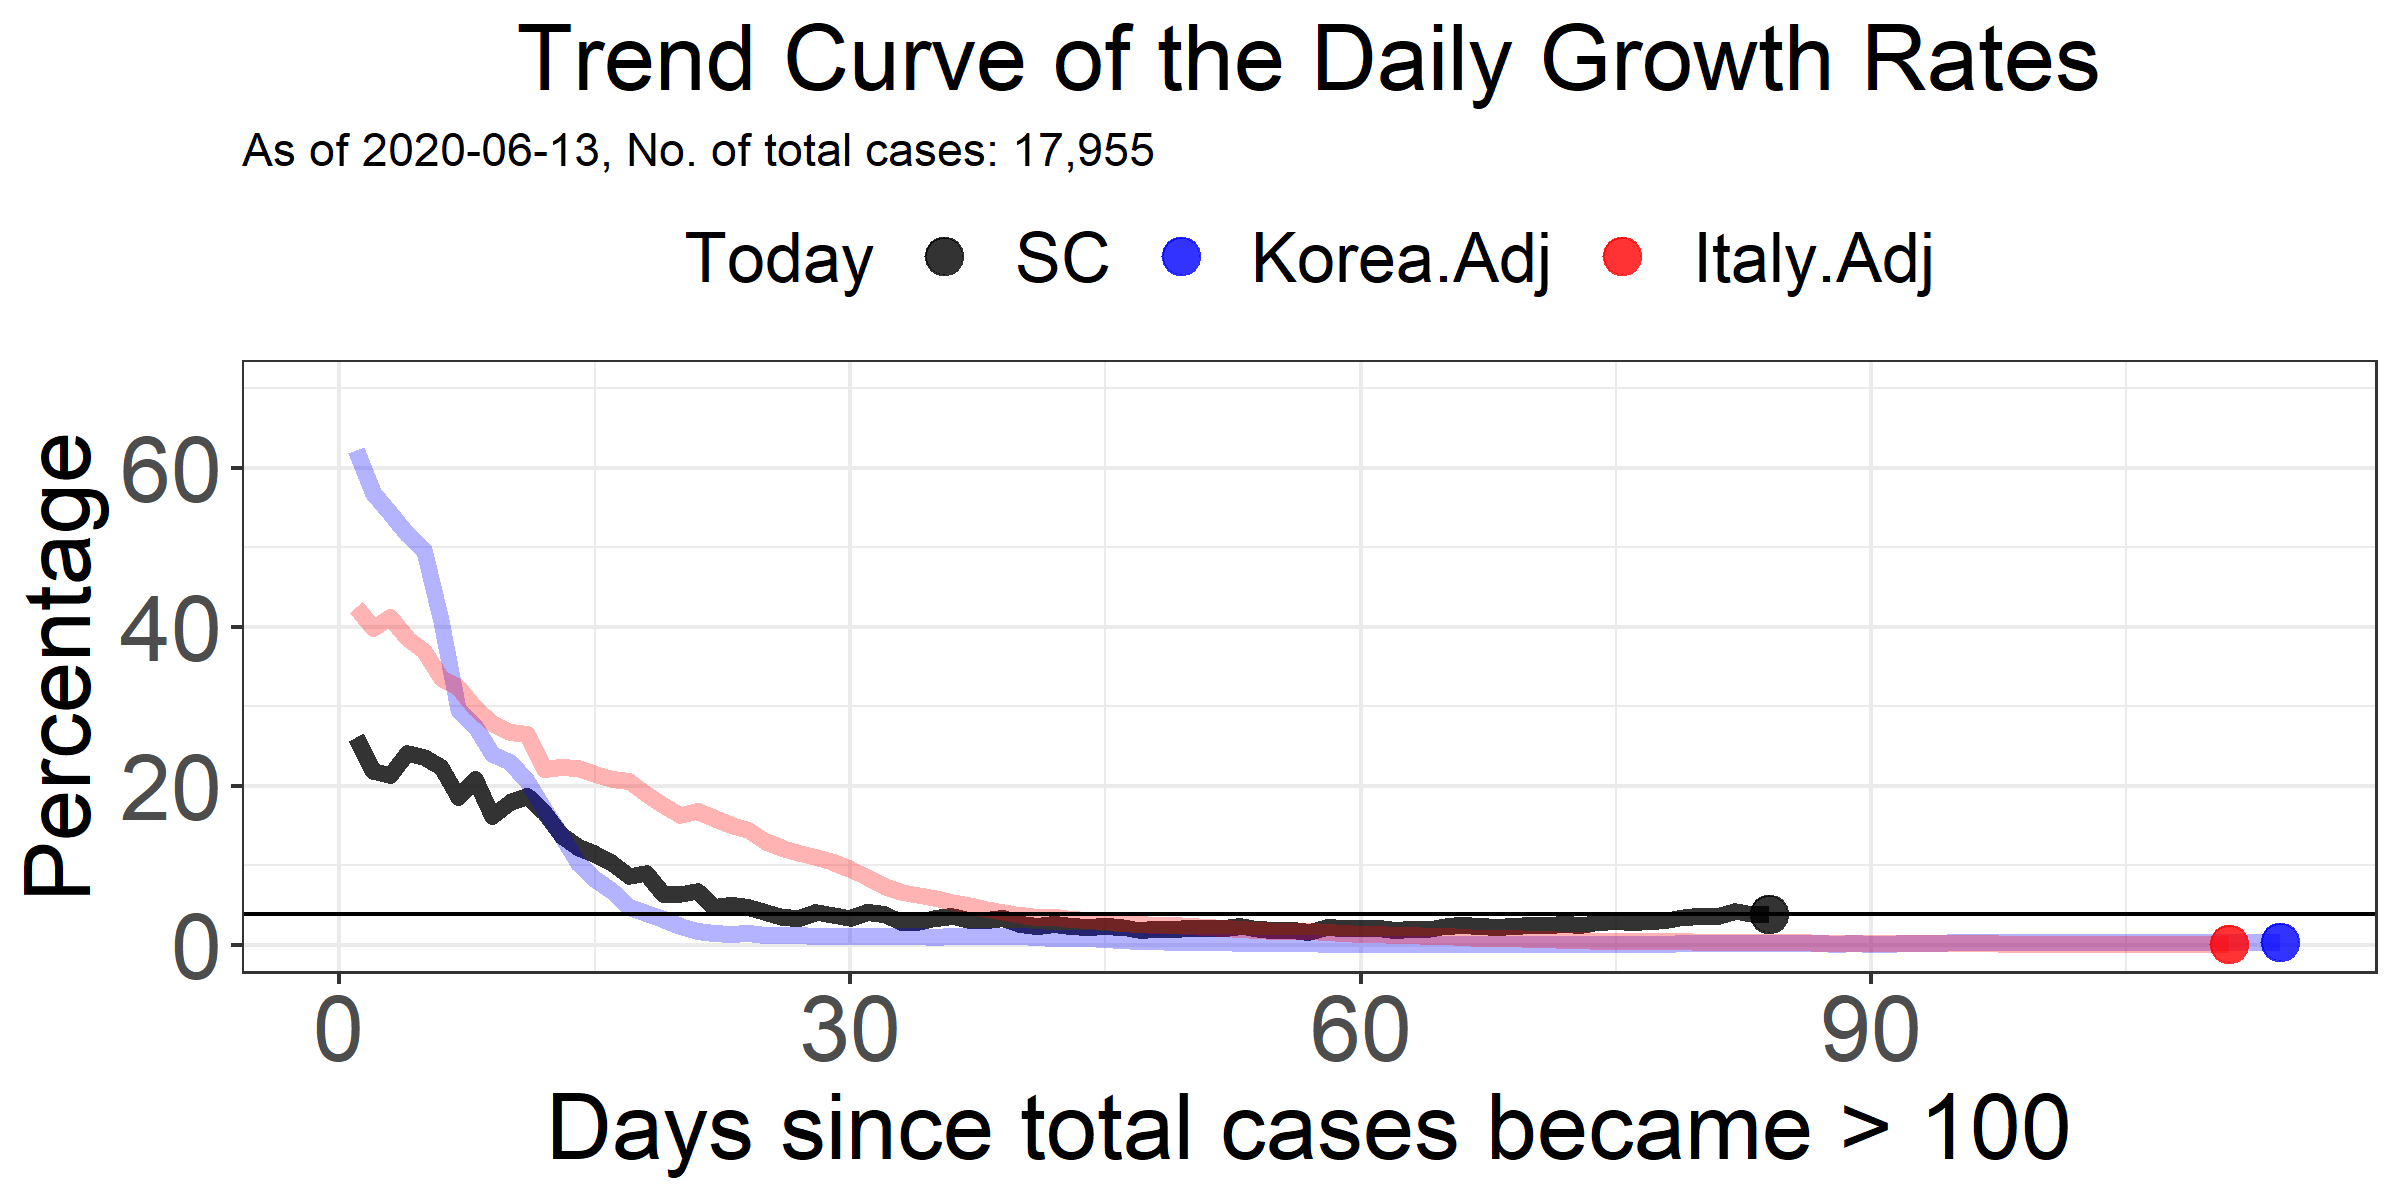 Trend Curve of the Daily Growth Rates
As of 2020-06-13, No. of total cases: 17,955
Today SC Korea.Adj Italy.Adj
Percentage
60
40
20
0
0 30 60 90
Days since total cases became > 100